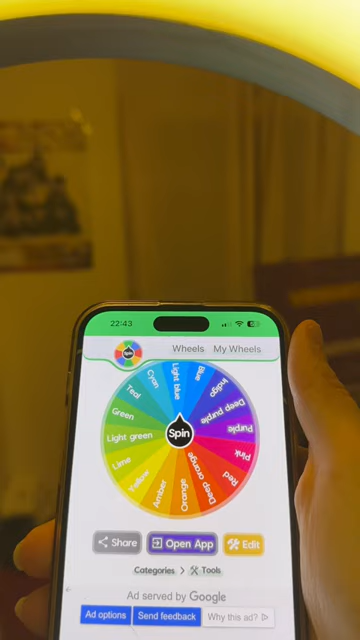 22:43
Spin
Wheels
My Wheels
Light blue
Blue
Indigo
Deep purple
Purple
Pink
Red
Deep orange
Orange
Amber
Yellow
Lime
Light green
Green
Teal
Cyan
Spin
Share
Open App
Edit
Categories > Tools
Ad served by Google
Ad options
Send feedback
Why this ad?